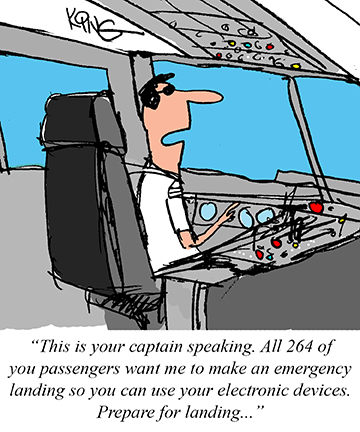 “This is your captain speaking. All 264 of
you passengers want me to make an emergency
landing so you can use your electronic devices.
Prepare for landing...”